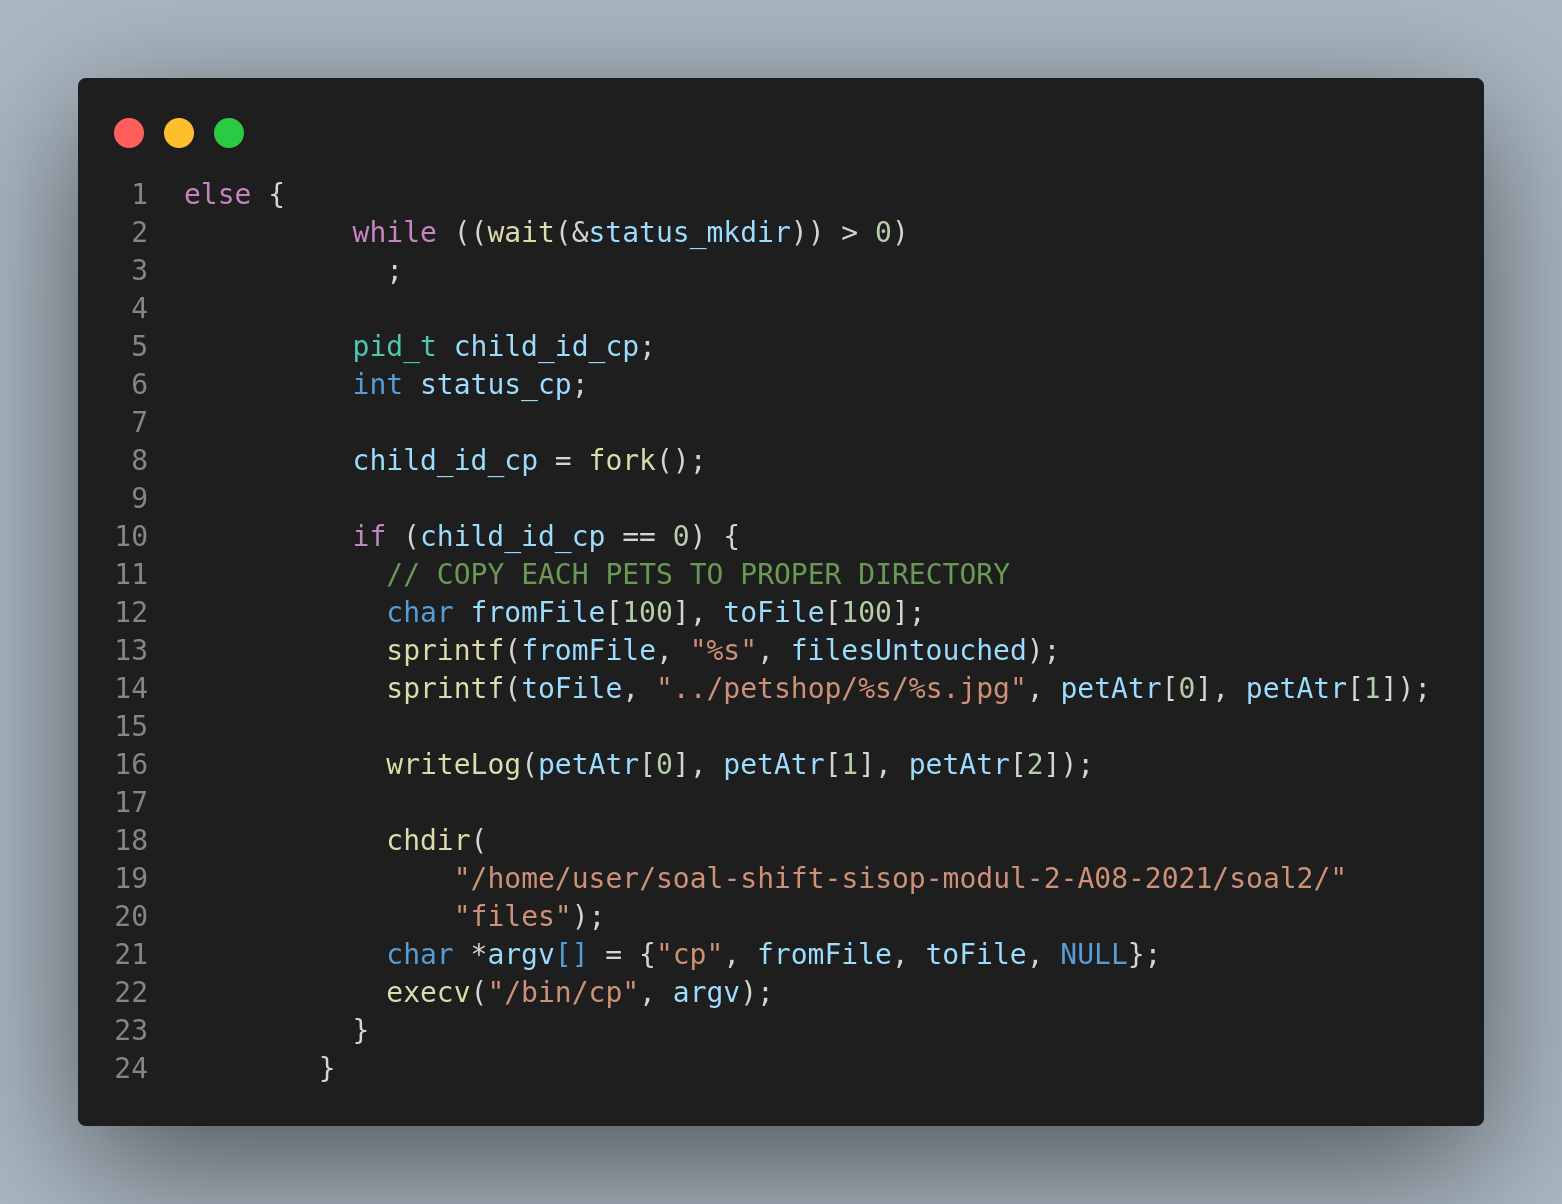 1 else {
2           while ((wait(&status_mkdir)) > 0)
3             ;
4
5           pid_t child_id_cp;
6           int status_cp;
7
8           child_id_cp = fork();
9
10          if (child_id_cp == 0) {
11            // COPY EACH PETS TO PROPER DIRECTORY
12            char fromFile[100], toFile[100];
13            sprintf(fromFile, "%s", filesUntouched);
14            sprintf(toFile, "../petshop/%s/%s.jpg", petAtr[0], petAtr[1]);
15
16            writeLog(petAtr[0], petAtr[1], petAtr[2]);
17
18            chdir(
19                "/home/user/soal-shift-sisop-modul-2-A08-2021/soal2/"
20                "files");
21            char *argv[] = {"cp", fromFile, toFile, NULL};
22            execv("/bin/cp", argv);
23          }
24        }